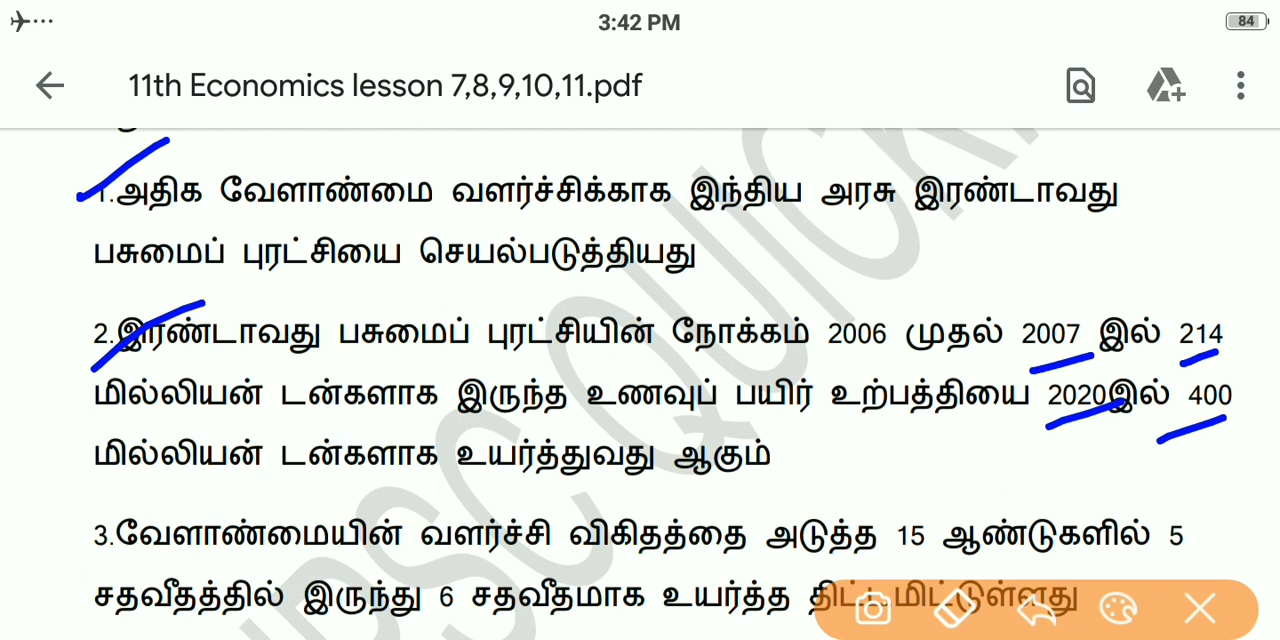 3:42 PM
84
11th Economics lesson 7,8,9,10,11.pdf
1.அதிக வேளாண்மை வளர்ச்சிக்காக இந்திய அரசு இரண்டாவது
பசுமைப் புரட்சியை செயல்படுத்தியது
2.இரண்டாவது பசுமைப் புரட்சியின் நோக்கம் 2006 முதல் 2007 இல் 214
மில்லியன் டன்களாக இருந்த உணவுப் பயிர் உற்பத்தியை 2020இல் 400
மில்லியன் டன்களாக உயர்த்துவது ஆகும்
3.வேளாண்மையின் வளர்ச்சி விகிதத்தை அடுத்த 15 ஆண்டுகளில் 5
சதவீதத்தில் இருந்து 6 சதவீதமாக உயர்த்த திட்டமிட்டுள்ளது